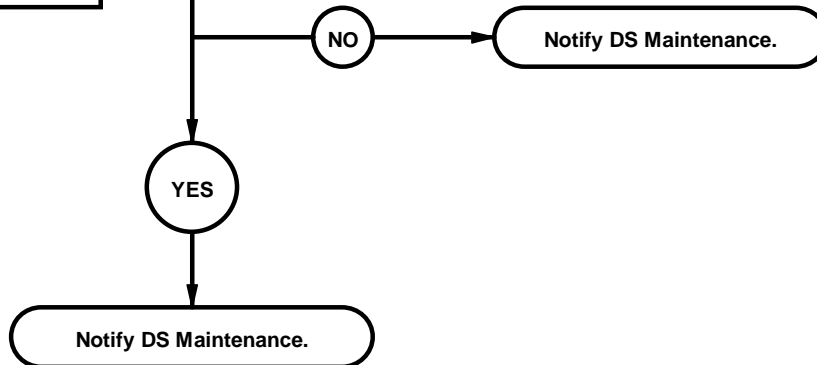 NO
Notify DS Maintenance.
YES
Notify DS Maintenance.